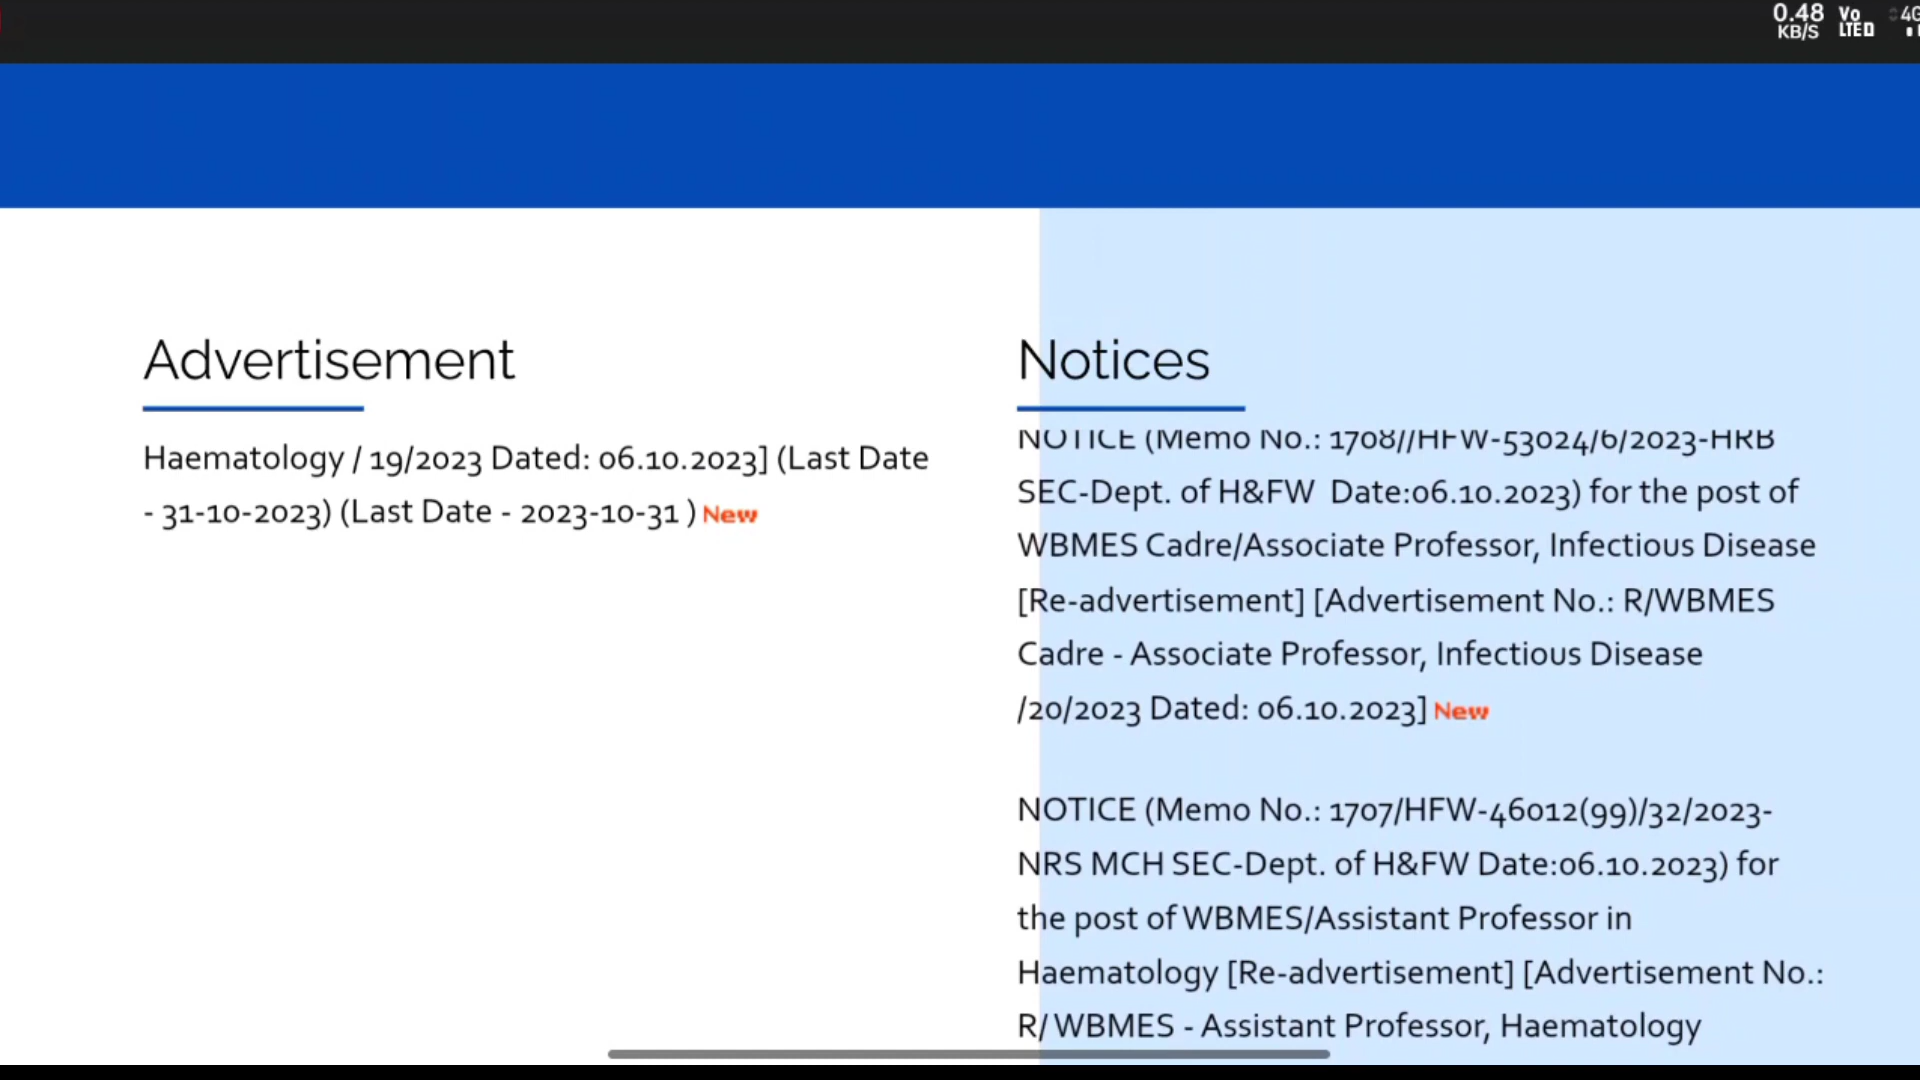 0.48
KB/S
Vo
LTE
4G
Advertisement
Haematology / 19/2023 Dated: 06.10.2023] (Last Date
- 31-10-2023) (Last Date - 2023-10-31 ) New
Notices
NOTICE (Memo No.: 1708//HFW-53024/6/2023-HRB
SEC-Dept. of H&FW Date:06.10.2023) for the post of
WBMES Cadre/Associate Professor, Infectious Disease
[Re-advertisement] [Advertisement No.: R/WBMES
Cadre - Associate Professor, Infectious Disease
/20/2023 Dated: 06.10.2023] New
NOTICE (Memo No.: 1707/HFW-46012(99)/32/2023-
NRS MCH SEC-Dept. of H&FW Date:06.10.2023) for
the post of WBMES/Assistant Professor in
Haematology [Re-advertisement] [Advertisement No.:
R/ WBMES - Assistant Professor, Haematology